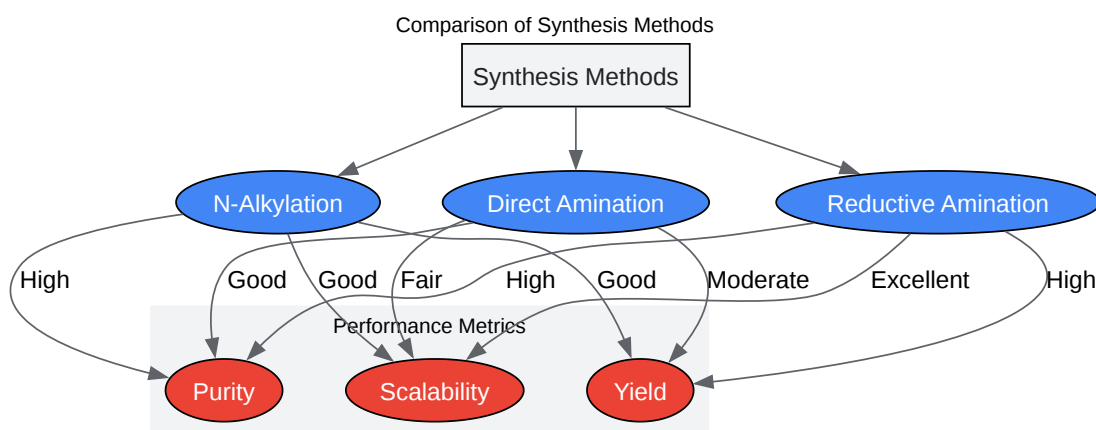 Comparison of Synthesis Methods
Synthesis Methods
N-Alkylation
Direct Amination
Reductive Amination
High
Good
Good
Fair
High
Good
Moderate
Excellent
High
Performance Metrics
Purity
Scalability
Yield